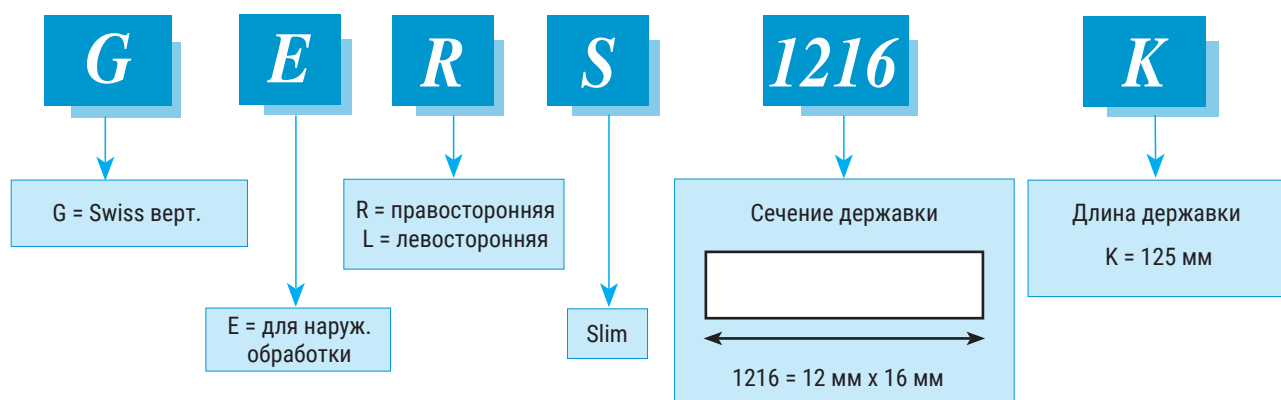 G E R S 1216 K
G = Swiss верт.
E = для наруж.
обработки
R = правосторонняя
L = левосторонняя
Slim
Сечение державки
1216 = 12 мм x 16 мм
Длина державки
K = 125 мм